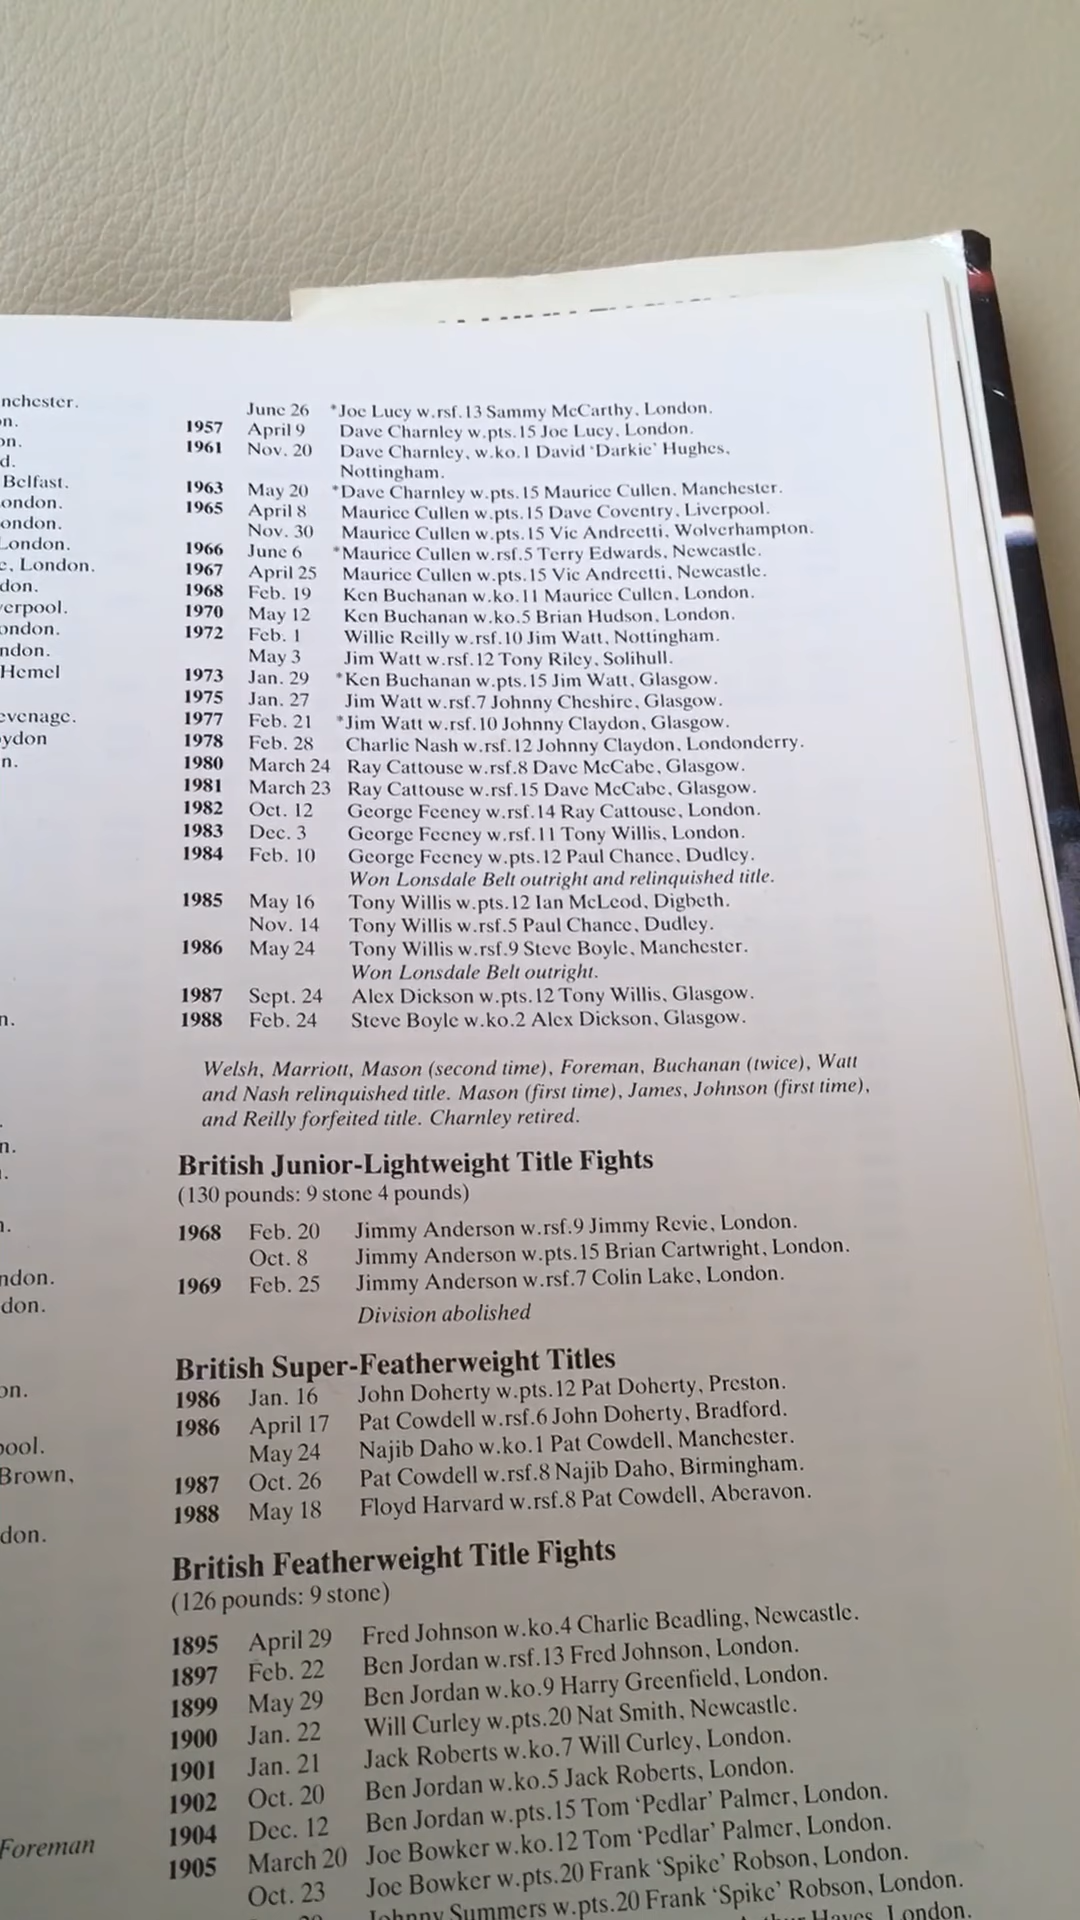 nchester.
on.
on.
d.
Belfast.
ondon.
ondon.
London.
e, London.
don.
verpool.
ondon.
ndon.
Hemel
evenage.
oydon
n.
n.
n.
ndon.
don.
on.
pool.
Brown,
don.
Foreman
June 26 *Joe Lucy w.rsf.13 Sammy McCarthy, London.
1957 April 9 Dave Charnley w.pts.15 Joe Lucy, London.
1961 Nov. 20 Dave Charnley, w.ko.1 David ‘Darkie’ Hughes,
Nottingham.
1963 May 20 *Dave Charnley w.pts.15 Maurice Cullen, Manchester.
1965 April 8 Maurice Cullen w.pts.15 Dave Coventry, Liverpool.
Nov. 30 Maurice Cullen w.pts.15 Vic Andreetti, Wolverhampton.
1966 June 6 *Maurice Cullen w.rsf.5 Terry Edwards, Newcastle.
1967 April 25 Maurice Cullen w.pts.15 Vic Andreetti, Newcastle.
1968 Feb. 19 Ken Buchanan w.ko.11 Maurice Cullen, London.
1970 May 12 Ken Buchanan w.ko.5 Brian Hudson, London.
1972 Feb. 1 Willie Reilly w.rsf.10 Jim Watt, Nottingham.
May 3 Jim Watt w.rsf.12 Tony Riley, Solihull.
1973 Jan. 29 *Ken Buchanan w.pts.15 Jim Watt, Glasgow.
1975 Jan. 27 Jim Watt w.rsf.7 Johnny Cheshire, Glasgow.
1977 Feb. 21 *Jim Watt w.rsf.10 Johnny Claydon, Glasgow.
1978 Feb. 28 Charlie Nash w.rsf.12 Johnny Claydon, Londonderry.
1980 March 24 Ray Cattouse w.rsf.8 Dave McCabe, Glasgow.
1981 March 23 Ray Cattouse w.rsf.15 Dave McCabe, Glasgow.
1982 Oct. 12 George Feeney w.rsf.14 Ray Cattouse, London.
1983 Dec. 3 George Feeney w.rsf.11 Tony Willis, London.
1984 Feb. 10 George Feeney w.pts.12 Paul Chance, Dudley.
Won Lonsdale Belt outright and relinquished title.
1985 May 16 Tony Willis w.pts.12 Ian McLeod, Digbeth.
Nov. 14 Tony Willis w.rsf.5 Paul Chance, Dudley.
1986 May 24 Tony Willis w.rsf.9 Steve Boyle, Manchester.
Won Lonsdale Belt outright.
1987 Sept. 24 Alex Dickson w.pts.12 Tony Willis, Glasgow.
1988 Feb. 24 Steve Boyle w.ko.2 Alex Dickson, Glasgow.
Welsh, Marriott, Mason (second time), Foreman, Buchanan (twice), Watt
and Nash relinquished title. Mason (first time), James, Johnson (first time),
and Reilly forfeited title. Charnley retired.
British Junior-Lightweight Title Fights
(130 pounds: 9 stone 4 pounds)
1968 Feb. 20 Jimmy Anderson w.rsf.9 Jimmy Revie, London.
Oct. 8 Jimmy Anderson w.pts.15 Brian Cartwright, London.
1969 Feb. 25 Jimmy Anderson w.rsf.7 Colin Lake, London.
Division abolished
British Super-Featherweight Titles
1986 Jan. 16 John Doherty w.pts.12 Pat Doherty, Preston.
1986 April 17 Pat Cowdell w.rsf.6 John Doherty, Bradford.
May 24 Najib Daho w.ko.1 Pat Cowdell, Manchester.
1987 Oct. 26 Pat Cowdell w.rsf.8 Najib Daho, Birmingham.
1988 May 18 Floyd Harvard w.rsf.8 Pat Cowdell, Aberavon.
British Featherweight Title Fights
(126 pounds: 9 stone)
1895 April 29 Fred Johnson w.ko.4 Charlie Beadling, Newcastle.
1897 Feb. 22 Ben Jordan w.rsf.13 Fred Johnson, London.
1899 May 29 Ben Jordan w.ko.9 Harry Greenfield, London.
1900 Jan. 22 Will Curley w.pts.20 Nat Smith, Newcastle.
1901 Jan. 21 Jack Roberts w.ko.7 Will Curley, London.
1902 Oct. 20 Ben Jordan w.ko.5 Jack Roberts, London.
1904 Dec. 12 Ben Jordan w.pts.15 Tom ‘Pedlar’ Palmer, London.
1905 March 20 Joe Bowker w.ko.12 Tom ‘Pedlar’ Palmer, London.
Oct. 23 Joe Bowker w.pts.20 Frank ‘Spike’ Robson, London.
Johnny Summers w.pts.20 Frank ‘Spike’ Robson, London.
Hayes, London.